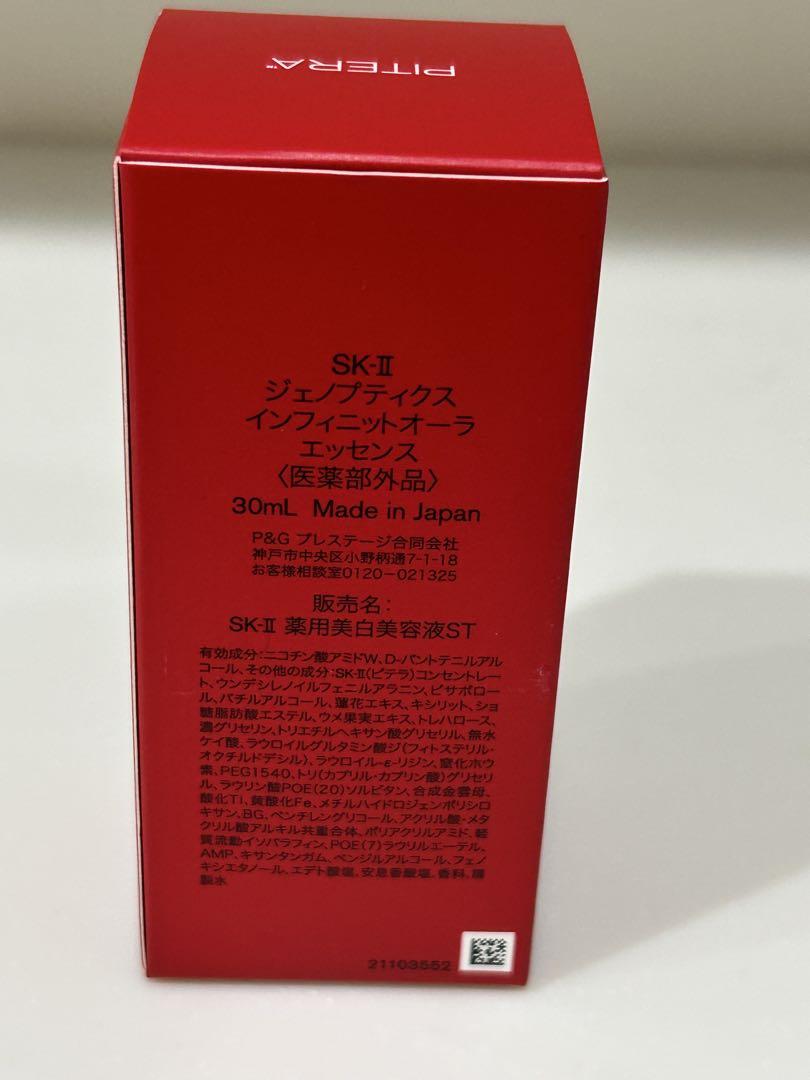 PITERA™
SK-II
ジェノプティクス
インフィニットオーラ
エッセンス
〈医薬部外品〉
30mL Made in Japan
P&G プレステージ合同会社
神戸市中央区小野柄通7-1-18
お客様相談室0120-021325
販売名:
SK-II 薬用美白美容液ST
有効成分:ニコチン酸アミドW、D-パントテニルアル
コール、その他の成分:SK-II(ピテラ)コンセントレー
ト、ウンデシレノイルフェニルアラニン、ビサボロー
ル、パチルアルコール、蓮花エキス、キシリット、ショ
糖脂肪酸エステル、ウメ果実エキス、トレハロース、
濃グリセリン、トリエチルヘキサン酸グリセリル、無水
ケイ酸、ラウロイルグルタミン酸ジ(フィトステリル・
オクチルドデシル)、ラウロイル-ε-リジン、窒化ホウ
素、PEG1540、トリ(カプリル・カプリン酸)グリセリ
ル、ラウリン酸POE(20)ソルビタン、合成金雲母、
酸化Ti、黄酸化Fe、メチルハイドロジェンポリシロ
キサン、BG、ペンチレングリコール、アクリル酸・メタ
クリル酸アルキル共重合体、ポリアクリルアミド、軽
質流動イソパラフィン、POE(7)ラウリルエーテル、
AMP、キサンタンガム、ベンジルアルコール、フェノ
キシエタノール、エデト酸塩、安息香酸塩、香料、精
製水
21103552